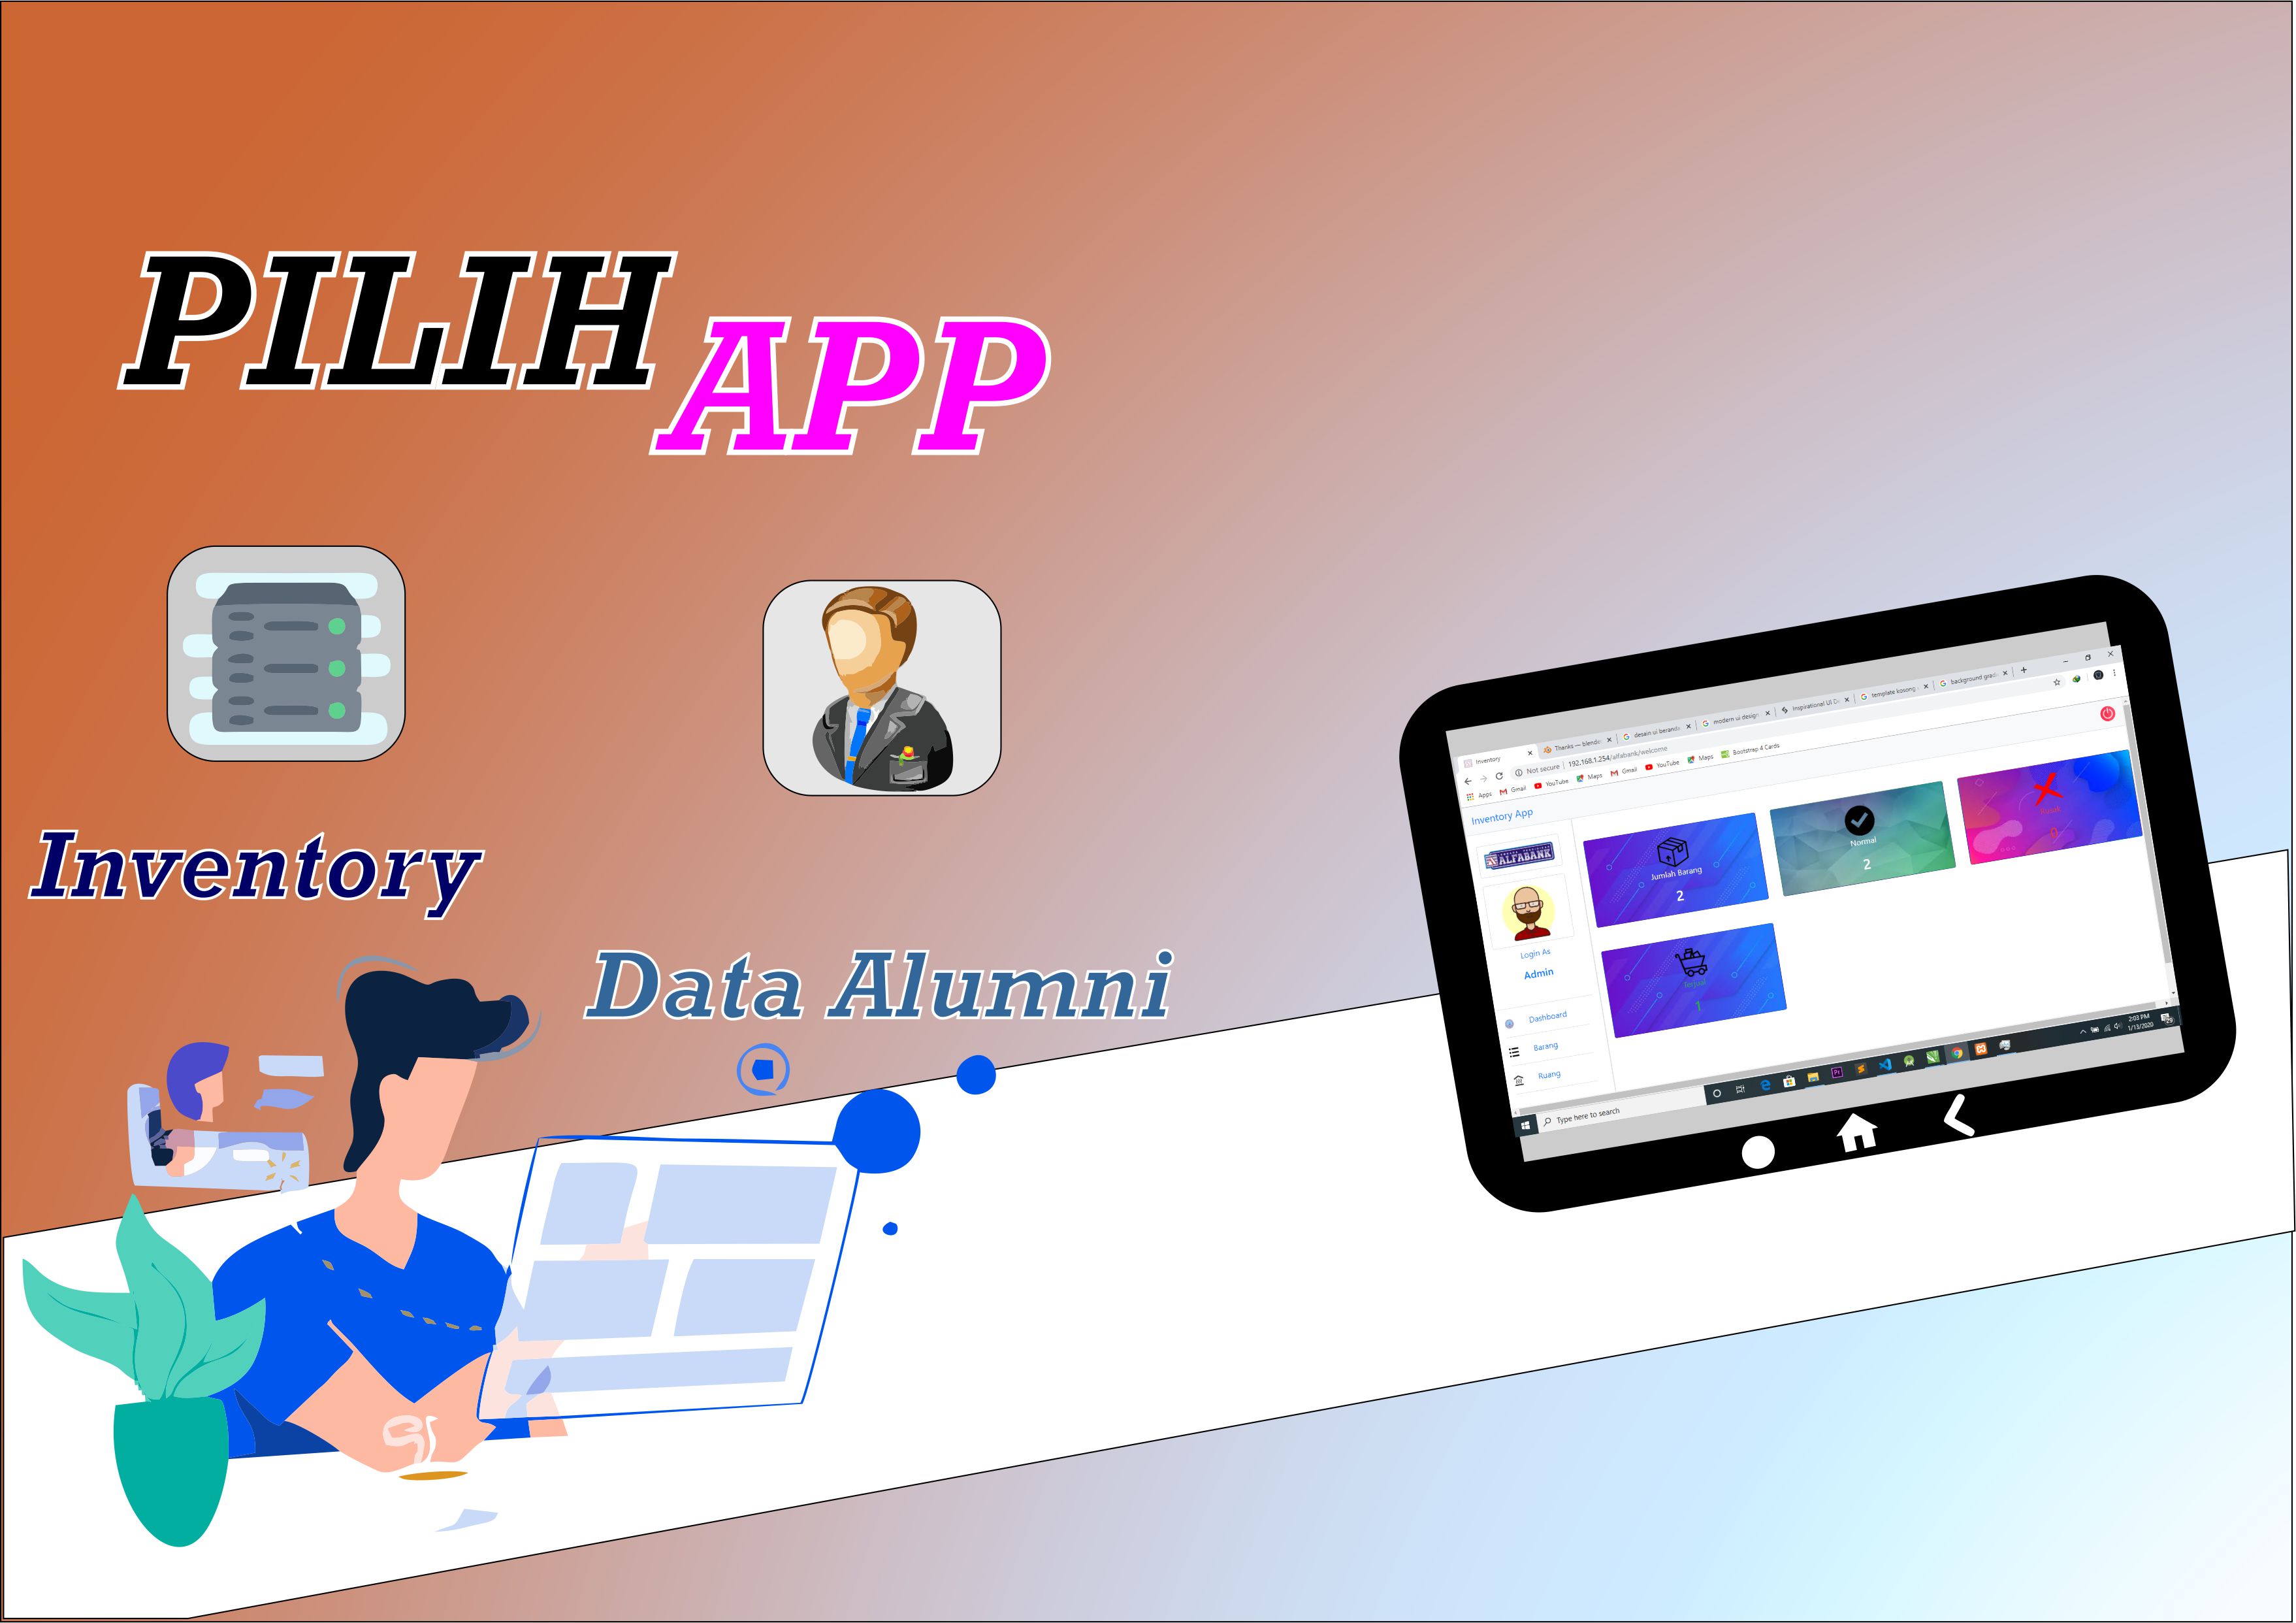 PILIH
APP
Inventory
Data Alumni
Inventory
Thanks — blende
desain ui berand
modern ui design
Inspirational UI De
template kosong
background grad
Not secure | 192.168.1.254/alfabank/welcome
Apps
Gmail
YouTube
Maps
Gmail
YouTube
Maps
Bootstrap 4 Cards
Inventory App
ALFABANK
Login As
Admin
Dashboard
Barang
Ruang
Jumlah Barang
2
Normal
2
Rusak
0
1
Type here to search
2:03 PM
1/13/2020